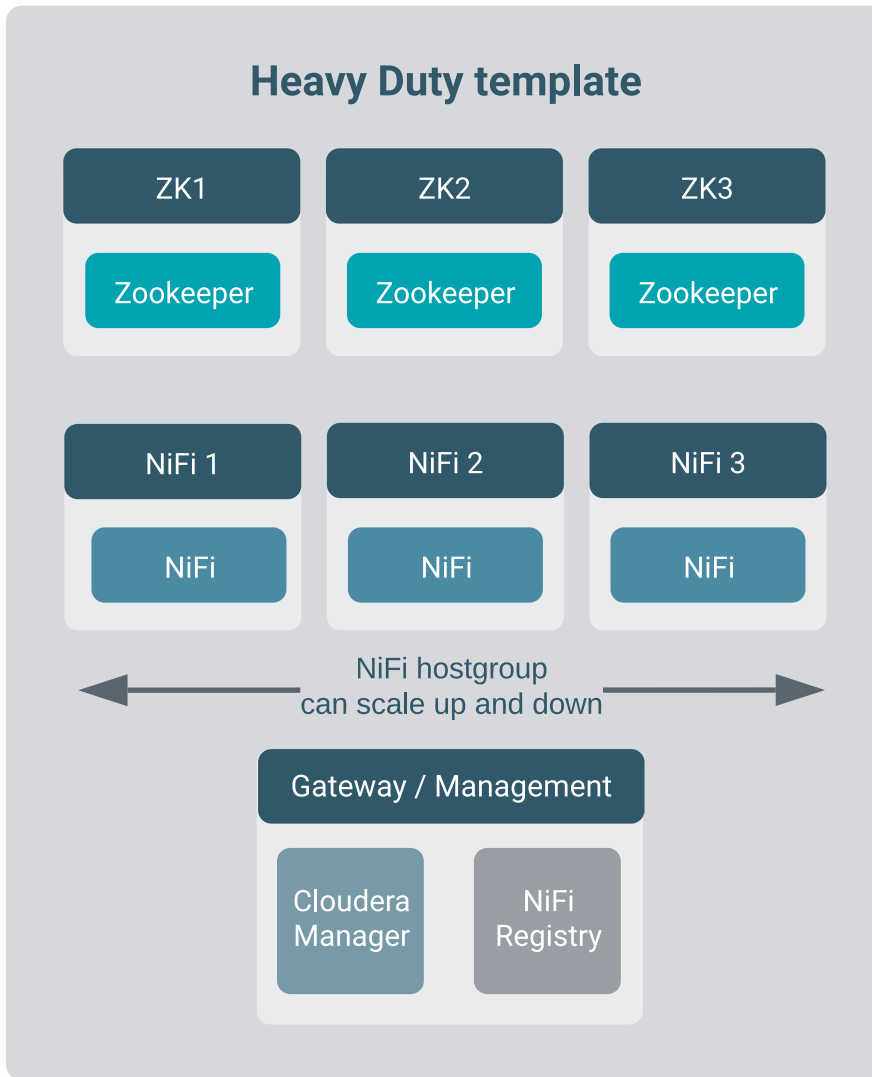 Heavy Duty template
ZK1
ZK2
ZK3
Zookeeper
Zookeeper
Zookeeper
NiFi 1
NiFi 2
NiFi 3
NiFi
NiFi
NiFi
NiFi hostgroup
can scale up and down
Gateway / Management
Cloudera
Manager
NiFi
Registry